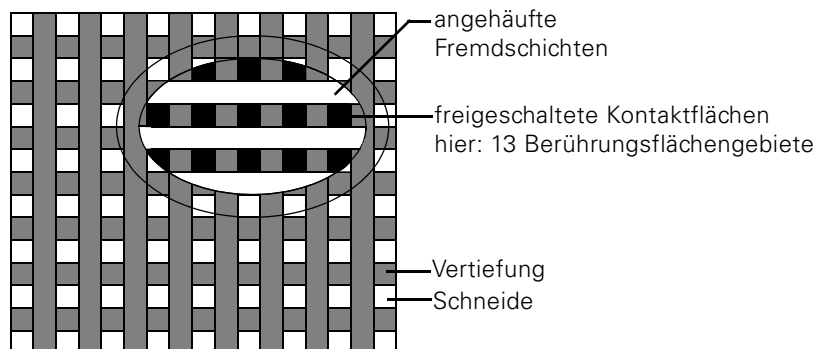 angehäufte
Fremdschichten
freigeschaltete Kontaktflächen
hier: 13 Berührungsflächengebiete
Vertiefung
Schneide